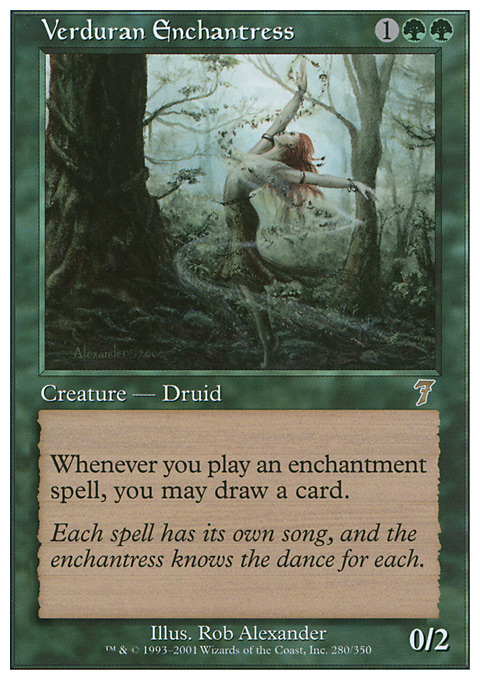 Verduran Enchantress 1
Alexander 2000
Creature — Druid 7
Whenever you play an enchantment
spell, you may draw a card.
Each spell has its own song, and the
enchantress knows the dance for each.
Illus. Rob Alexander
™ & © 1993–2001 Wizards of the Coast, Inc. 280/350
0/2